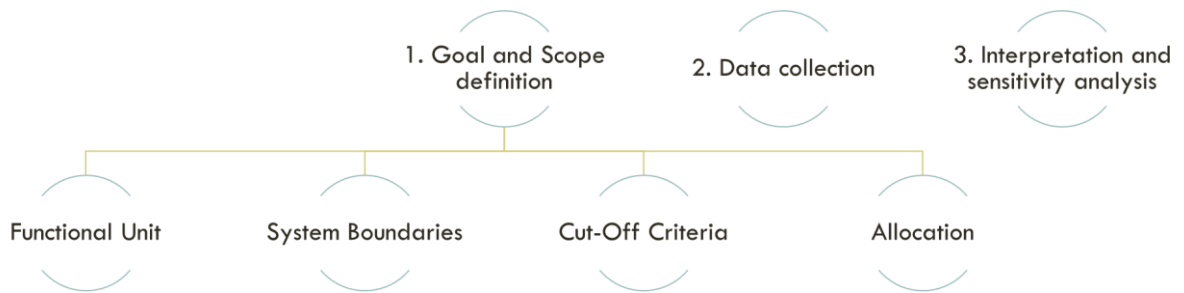 1. Goal and Scope
definition
2. Data collection
3. Interpretation and
sensitivity analysis
Functional Unit
System Boundaries
Cut-Off Criteria
Allocation